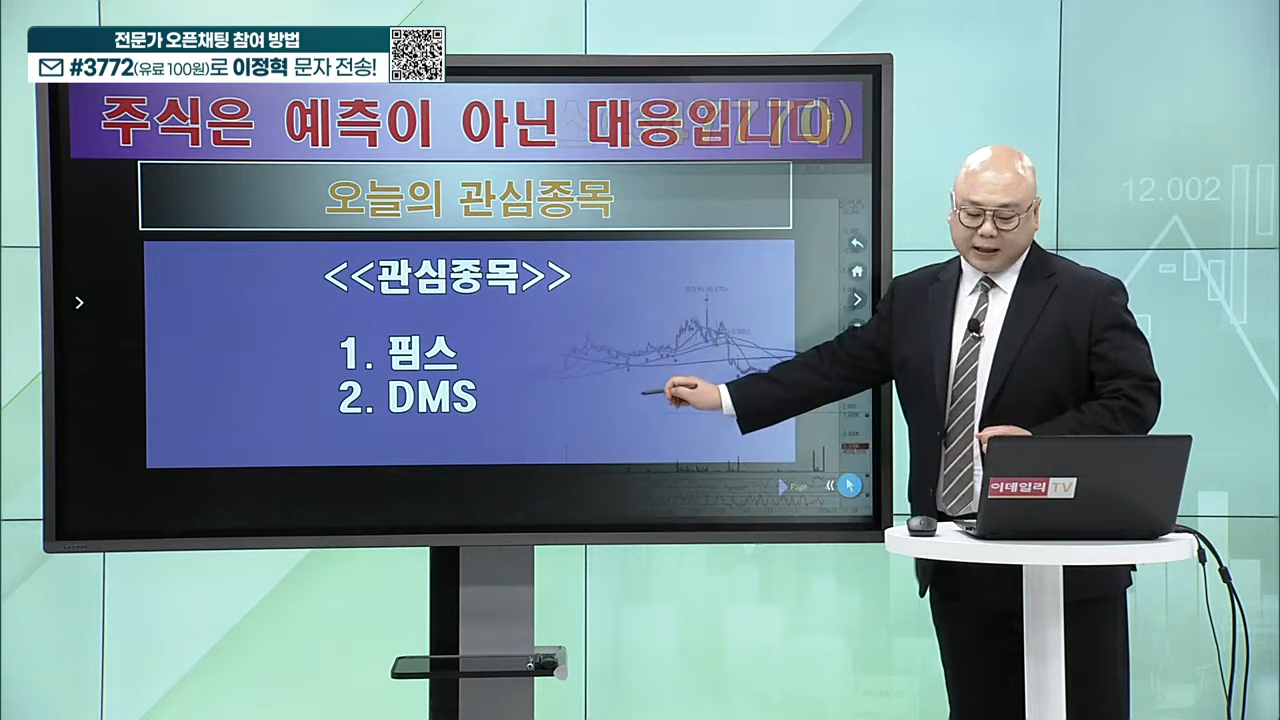 전문가 오픈채팅 참여 방법
#3772(유료 100원)로 이정혁 문자 전송!
주식은 예측이 아닌 대응입니다
오늘의 관심종목
<<관심종목>>
1. 핌스
2. DMS
12.002
Page
이데일리 TV